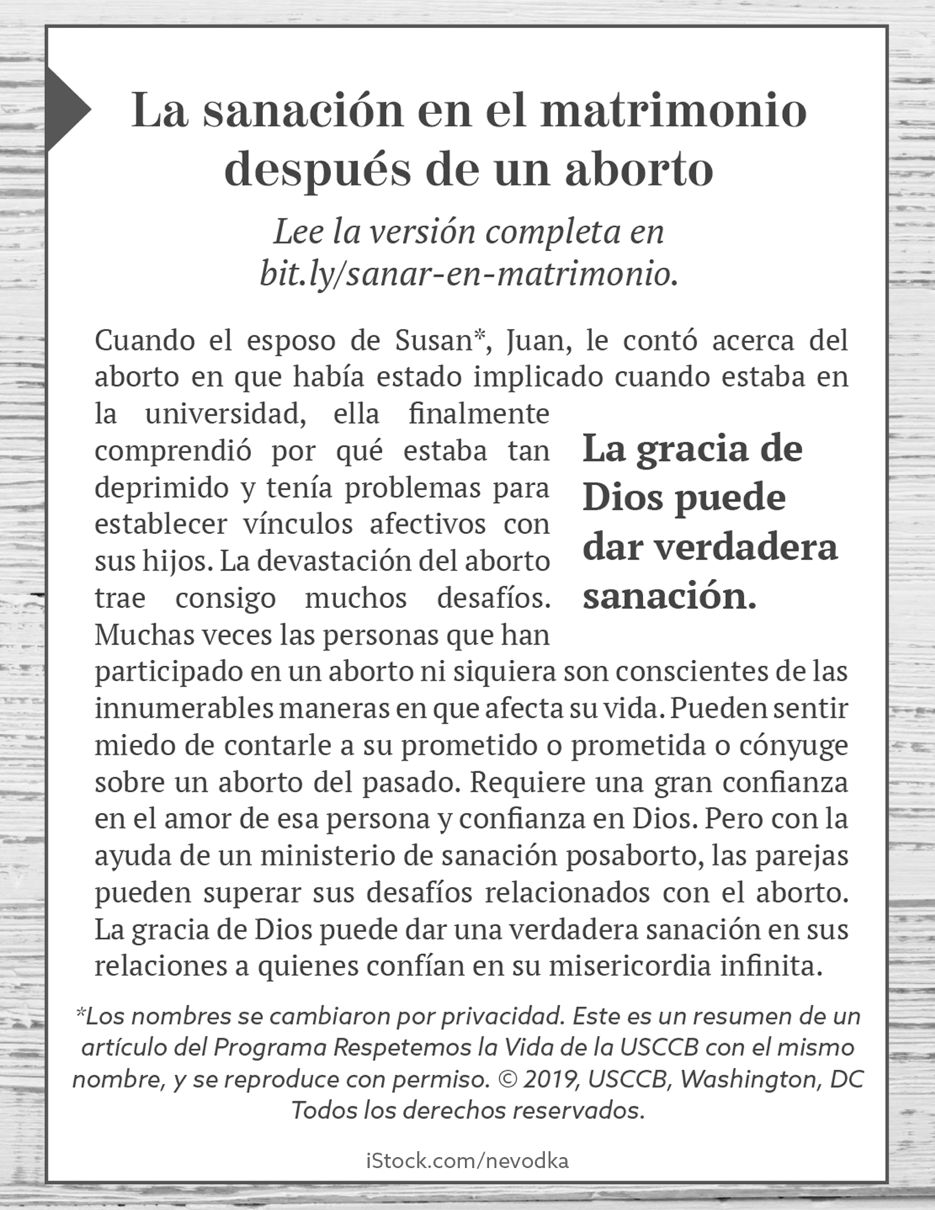 La sanación en el matrimonio
después de un aborto
Lee la versión completa en
bit.ly/sanar-en-matrimonio.
Cuando el esposo de Susan*, Juan, le contó acerca del
aborto en que había estado implicado cuando estaba en
la universidad, ella finalmente
comprendió por qué estaba tan
deprimido y tenía problemas para
establecer vínculos afectivos con
sus hijos. La devastación del aborto
trae consigo muchos desafíos.
Muchas veces las personas que han
La gracia de
Dios puede
dar verdadera
sanación.
participado en un aborto ni siquiera son conscientes de las
innumerables maneras en que afecta su vida. Pueden sentir
miedo de contarle a su prometido o prometida o cónyuge
sobre un aborto del pasado. Requiere una gran confianza
en el amor de esa persona y confianza en Dios. Pero con la
ayuda de un ministerio de sanación posaborto, las parejas
pueden superar sus desafíos relacionados con el aborto.
La gracia de Dios puede dar una verdadera sanación en sus
relaciones a quienes confían en su misericordia infinita.
*Los nombres se cambiaron por privacidad. Este es un resumen de un
artículo del Programa Respetemos la Vida de la USCCB con el mismo
nombre, y se reproduce con permiso. © 2019, USCCB, Washington, DC
Todos los derechos reservados.
iStock.com/nevodka